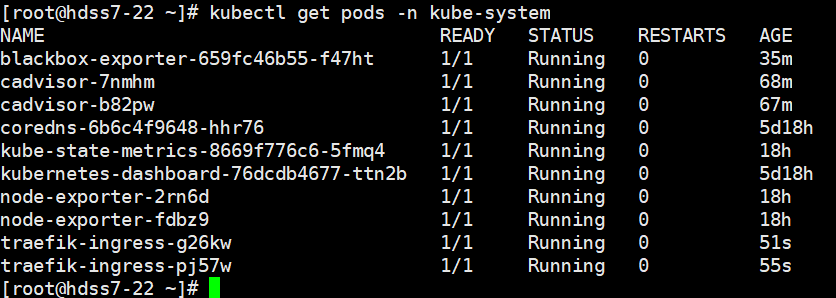 [root@hdss7-22 ~]# kubectl get pods -n kube-system
NAME READY STATUS RESTARTS AGE
blackbox-exporter-659fc46b55-f47ht 1/1 Running 0 35m
cadvisor-7nmhm 1/1 Running 0 68m
cadvisor-b82pw 1/1 Running 0 67m
coredns-6b6c4f9648-hhr76 1/1 Running 0 5d18h
kube-state-metrics-8669f776c6-5fmq4 1/1 Running 0 18h
kubernetes-dashboard-76dcdb4677-ttn2b 1/1 Running 0 5d18h
node-exporter-2rn6d 1/1 Running 0 18h
node-exporter-fdbz9 1/1 Running 0 18h
traefik-ingress-g26kw 1/1 Running 0 51s
traefik-ingress-pj57w 1/1 Running 0 55s
[root@hdss7-22 ~]#